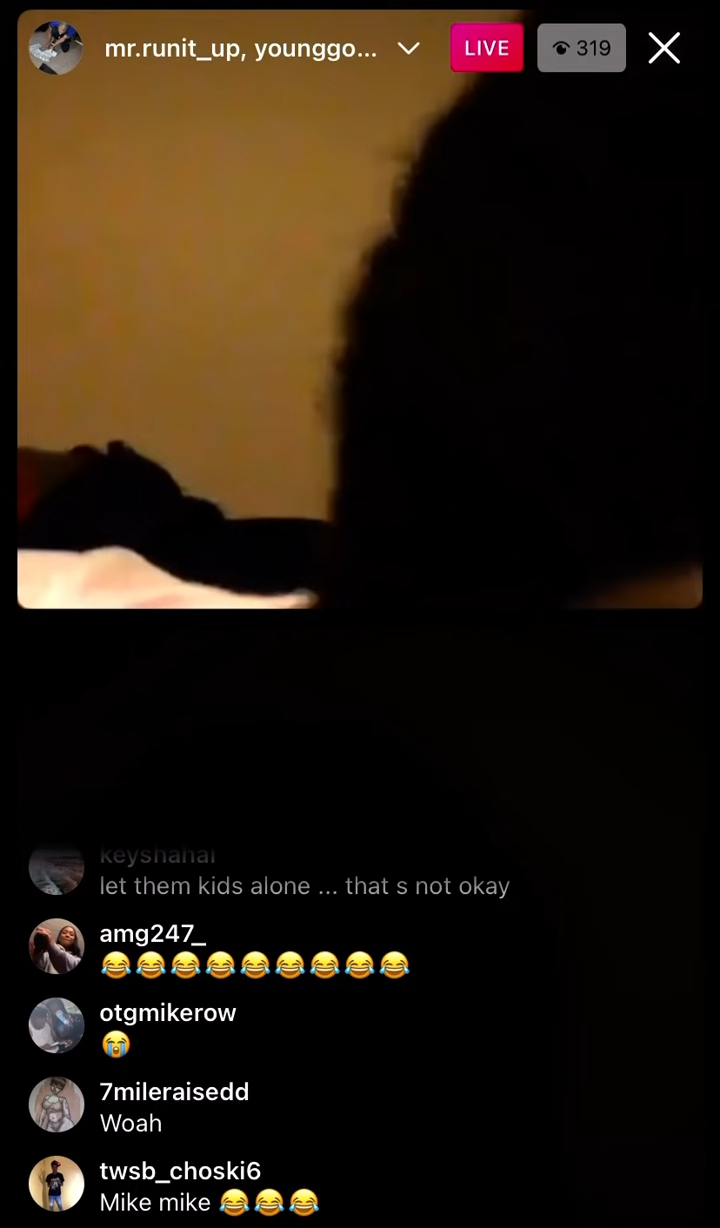 mr.runit_up, younggo...
LIVE
319
keyshahai
let them kids alone ... that s not okay
amg247_
😂😂😂😂😂😂😂😂😂
otgmikerow
😭
7mileraisedd
Woah
twsb_choski6
Mike mike 😂😂😂